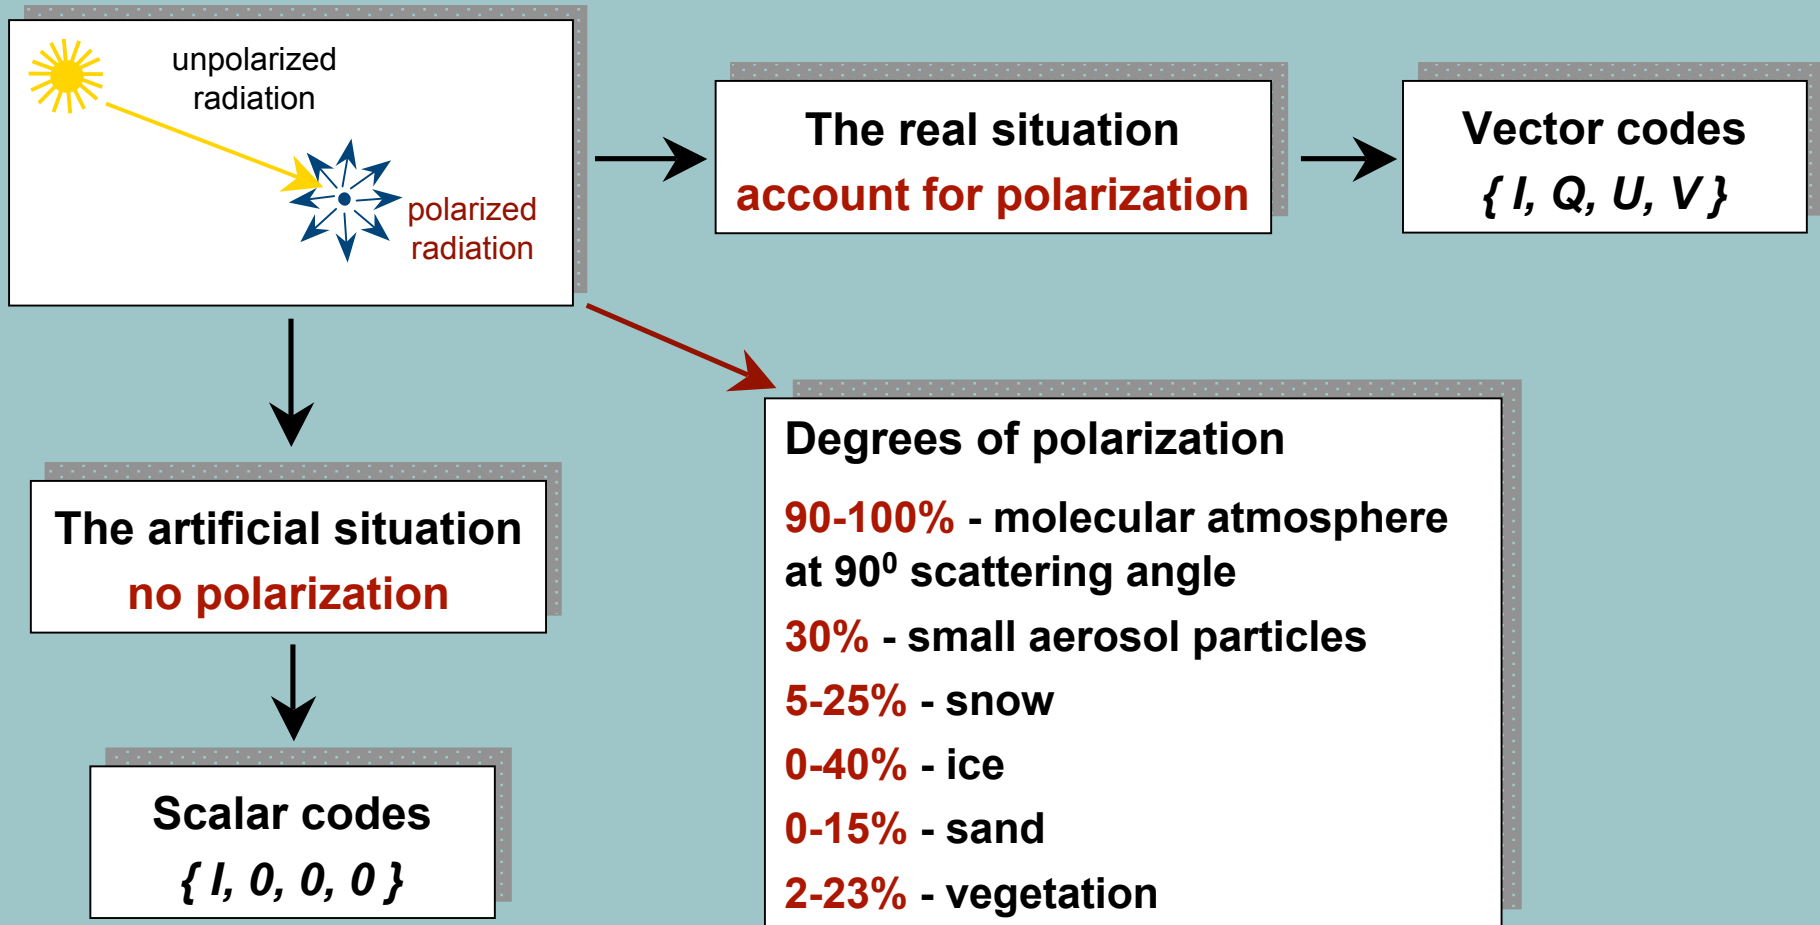 unpolarized
radiation
polarized
radiation
The real situation
account for polarization
Vector codes
{ I, Q, U, V }
The artificial situation
no polarization
Scalar codes
{ I, 0, 0, 0 }
Degrees of polarization
90-100% - molecular atmosphere
at 90⁰ scattering angle
30% - small aerosol particles
5-25% - snow
0-40% - ice
0-15% - sand
2-23% - vegetation